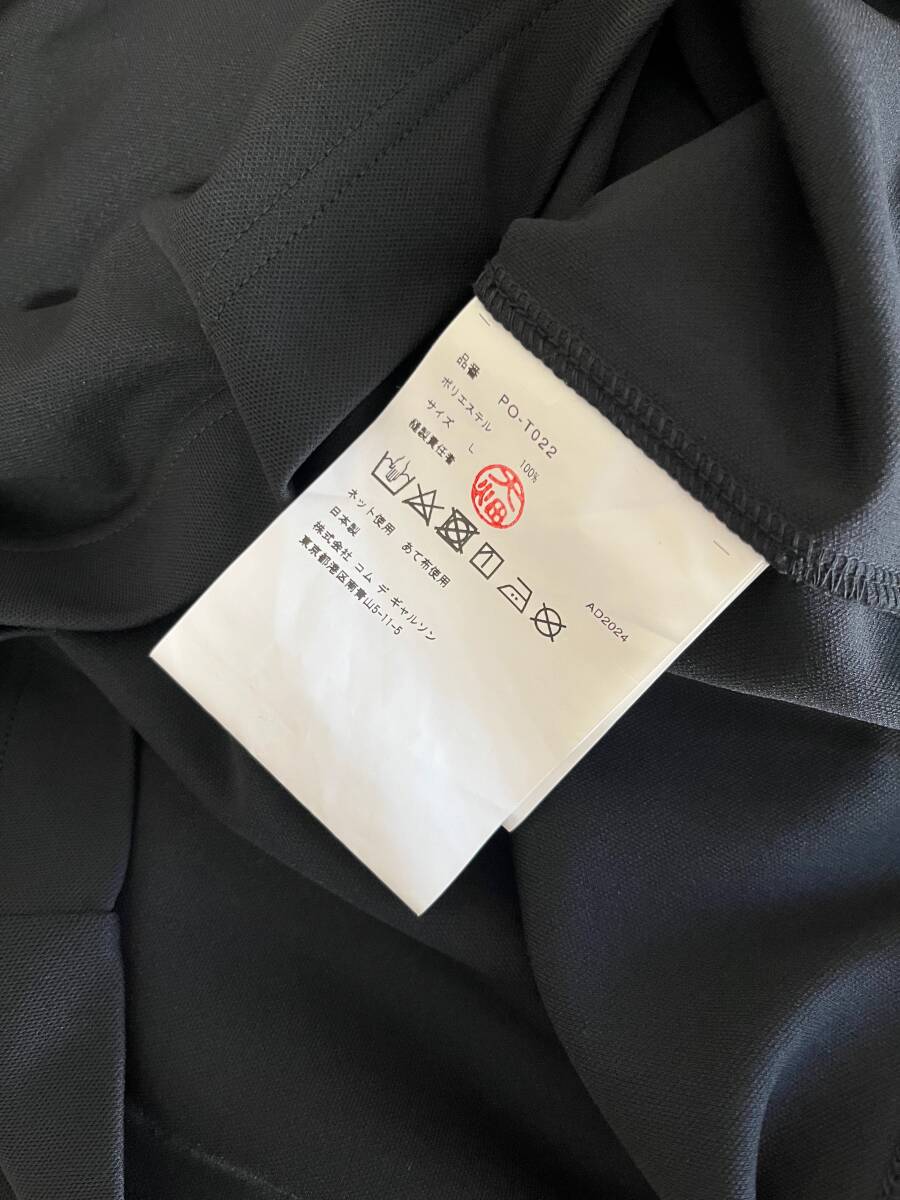 品番 PO-T022
ポリエステル 100%
サイズ L
縫製責任者
ネット使用 あて布使用
日本製
株式会社 コム デ ギャルソン
東京都港区南青山5-11-5
AD2024